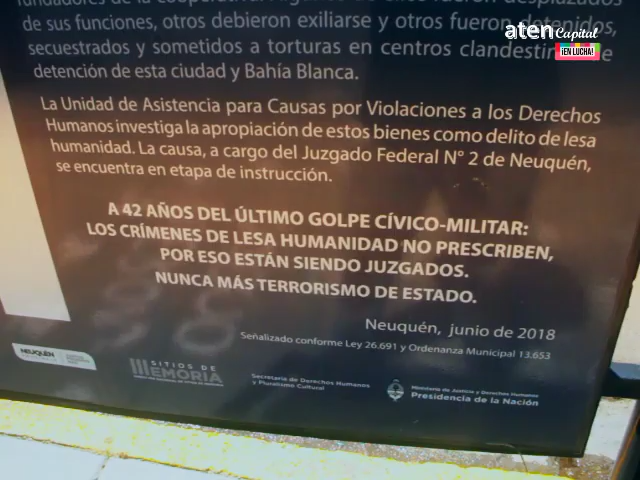 aten Capital
¡EN LUCHA!
de sus funciones, otros debieron exiliarse y otros fueron detenidos,
secuestrados y sometidos a torturas en centros clandestin de
detención de esta ciudad y Bahía Blanca.
La Unidad de Asistencia para Causas por Violaciones a los Derechos
Humanos investiga la apropiación de estos bienes como delito de lesa
humanidad. La causa, a cargo del Juzgado Federal N° 2 de Neuquén,
se encuentra en etapa de instrucción.
A 42 AÑOS DEL ÚLTIMO GOLPE CÍVICO-MILITAR:
LOS CRÍMENES DE LESA HUMANIDAD NO PRESCRIBEN,
POR ESO ESTÁN SIENDO JUZGADOS.
NUNCA MÁS TERRORISMO DE ESTADO.
Neuquén, junio de 2018
Señalizado conforme Ley 26.691 y Ordenanza Municipal 13.653
NEUQUÉN
SITIOS DE
MEMORIA
Secretaría de Derechos Humanos
y Pluralismo Cultural
Ministerio de Justicia y Derechos Humanos
Presidencia de la Nación